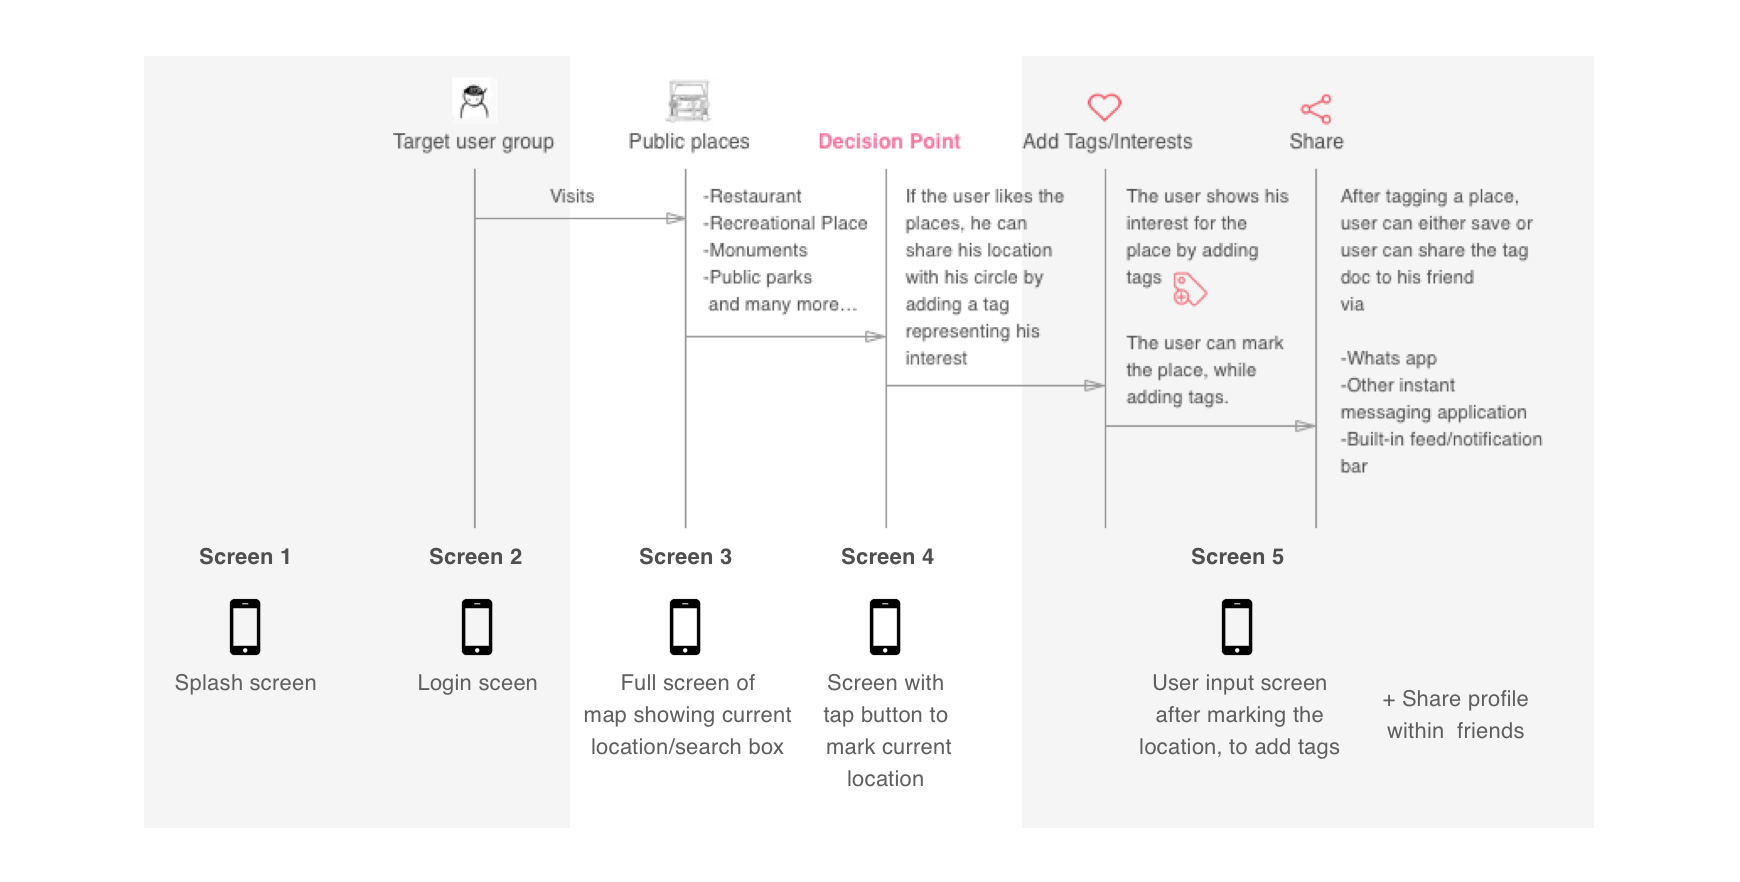 Target user group
Public places
Decision Point
Add Tags/Interests
Share
Visits
-Restaurant
-Recreational Place
-Monuments
-Public parks
and many more...
If the user likes the
places, he can
share his location
with his circle by
adding a tag
representing his
interest
The user shows his
interest for the
place by adding
tags
The user can mark
the place, while
adding tags.
After tagging a place,
user can either save or
user can share the tag
doc to his friend
via
-Whats app
-Other instant
messaging application
-Built-in feed/notification
bar
Screen 1
Screen 2
Screen 3
Screen 4
Screen 5
Splash screen
Login sceen
Full screen of
map showing current
location/search box
Screen with
tap button to
mark current
location
User input screen
after marking the
location, to add tags
+ Share profile
within friends